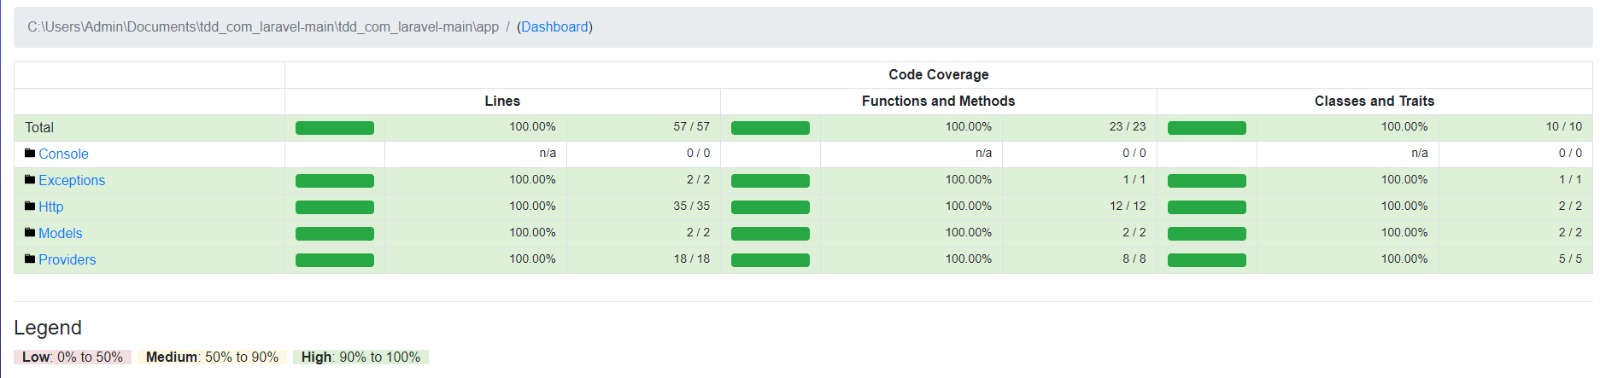 C:\Users\Admin\Documents\tdd_com_laravel-main\tdd_com_laravel-main\app / (Dashboard)
Code Coverage
Lines Functions and Methods Classes and Traits
Total 100.00% 57 / 57 100.00% 23 / 23 100.00% 10 / 10
Console n/a 0 / 0 n/a 0 / 0 n/a 0 / 0
Exceptions 100.00% 2 / 2 100.00% 1 / 1 100.00% 1 / 1
Http 100.00% 35 / 35 100.00% 12 / 12 100.00% 2 / 2
Models 100.00% 2 / 2 100.00% 2 / 2 100.00% 2 / 2
Providers 100.00% 18 / 18 100.00% 8 / 8 100.00% 5 / 5
Legend
Low: 0% to 50% Medium: 50% to 90% High: 90% to 100%